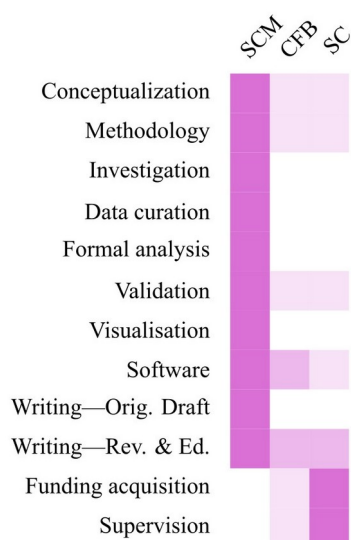 SCM CFB SC
Conceptualization
Methodology
Investigation
Data curation
Formal analysis
Validation
Visualisation
Software
Writing—Orig. Draft
Writing—Rev. & Ed.
Funding acquisition
Supervision